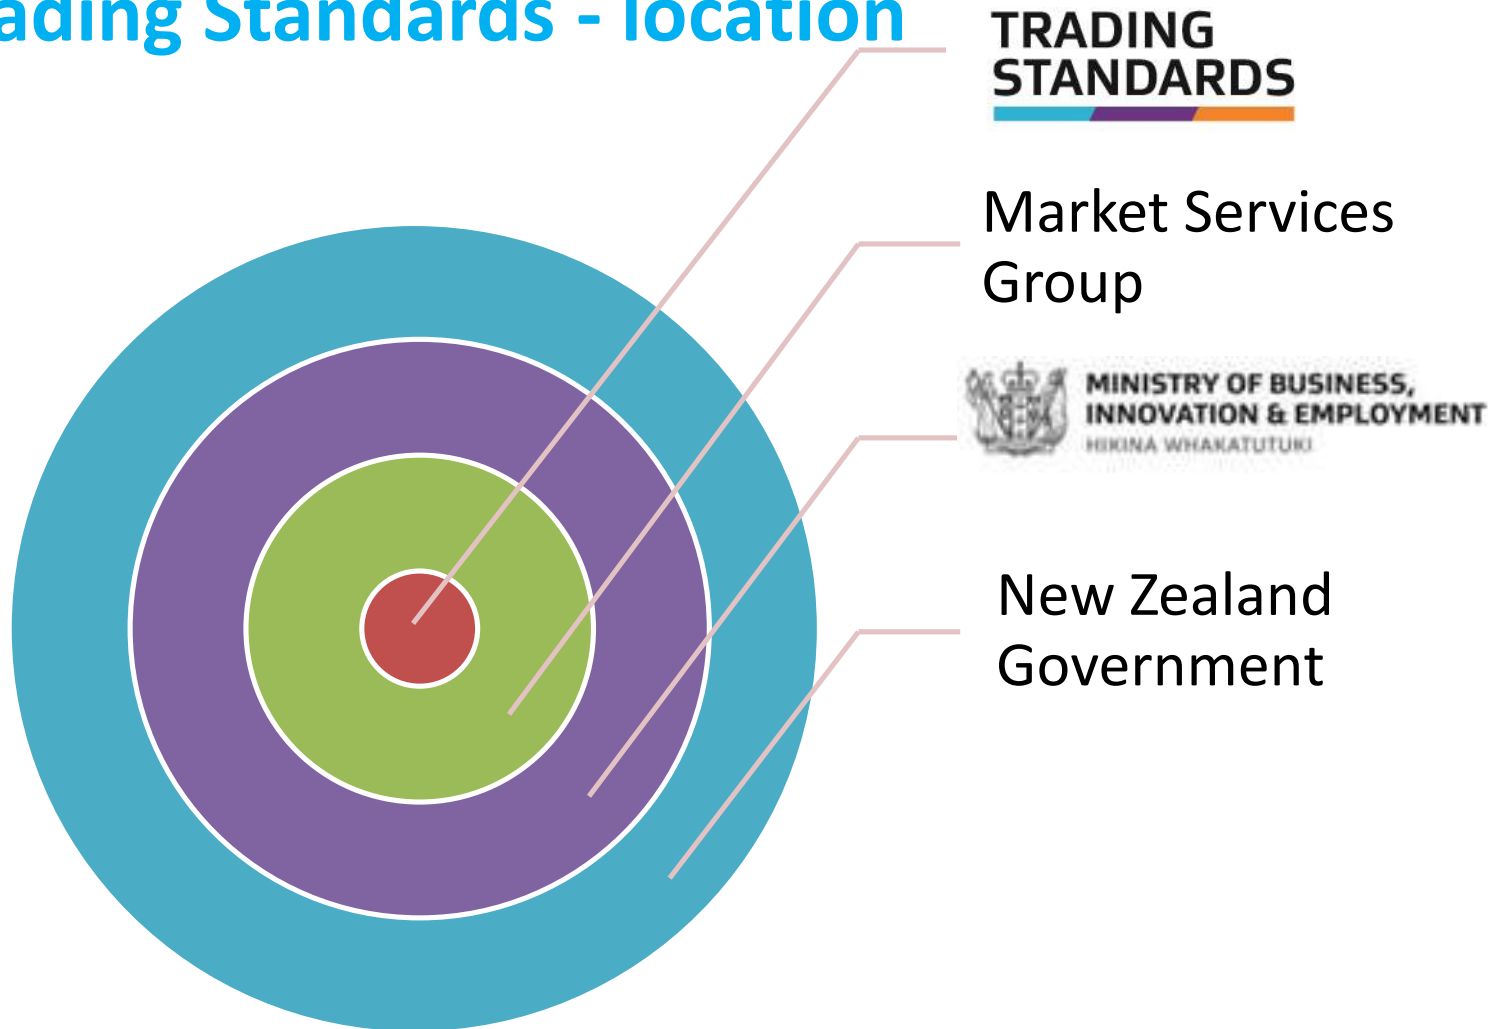 ading Standards - location
TRADING
STANDARDS
Market Services
Group
MINISTRY OF BUSINESS,
INNOVATION & EMPLOYMENT
HIKINA WHAKATUTUKI
New Zealand
Government